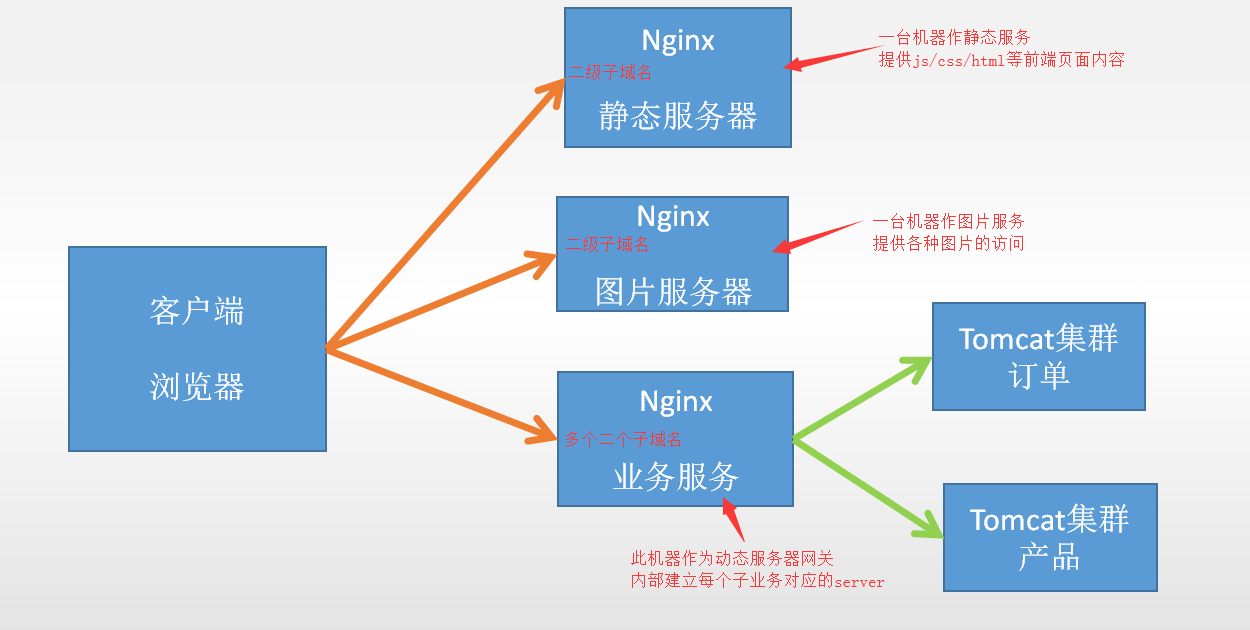 Nginx
二级子域名
静态服务器
一台机器作静态服务
提供js/css/html等前端页面内容
Nginx
二级子域名
图片服务器
一台机器作图片服务
提供各种图片的访问
客户端
浏览器
Nginx
多个二个子域名
业务服务
此机器作为动态服务器网关
内部建立每个子业务对应的server
Tomcat集群
订单
Tomcat集群
产品